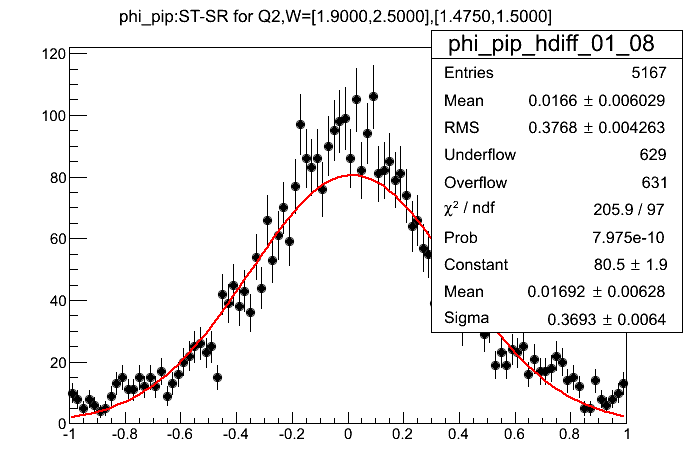 phi_pip:ST-SR for Q2,W=[1.9000,2.5000],[1.4750,1.5000]
phi_pip_hdiff_01_08
Entries 5167
Mean 0.0166 ± 0.006029
RMS 0.3768 ± 0.004263
Underflow 629
Overflow 631
χ² / ndf 205.9 / 97
Prob 7.975e-10
Constant 80.5 ± 1.9
Mean 0.01692 ± 0.00628
Sigma 0.3693 ± 0.0064
120
100
80
60
40
20
0
-1 -0.8 -0.6 -0.4 -0.2 0 0.2 0.4 0.6 0.8 1